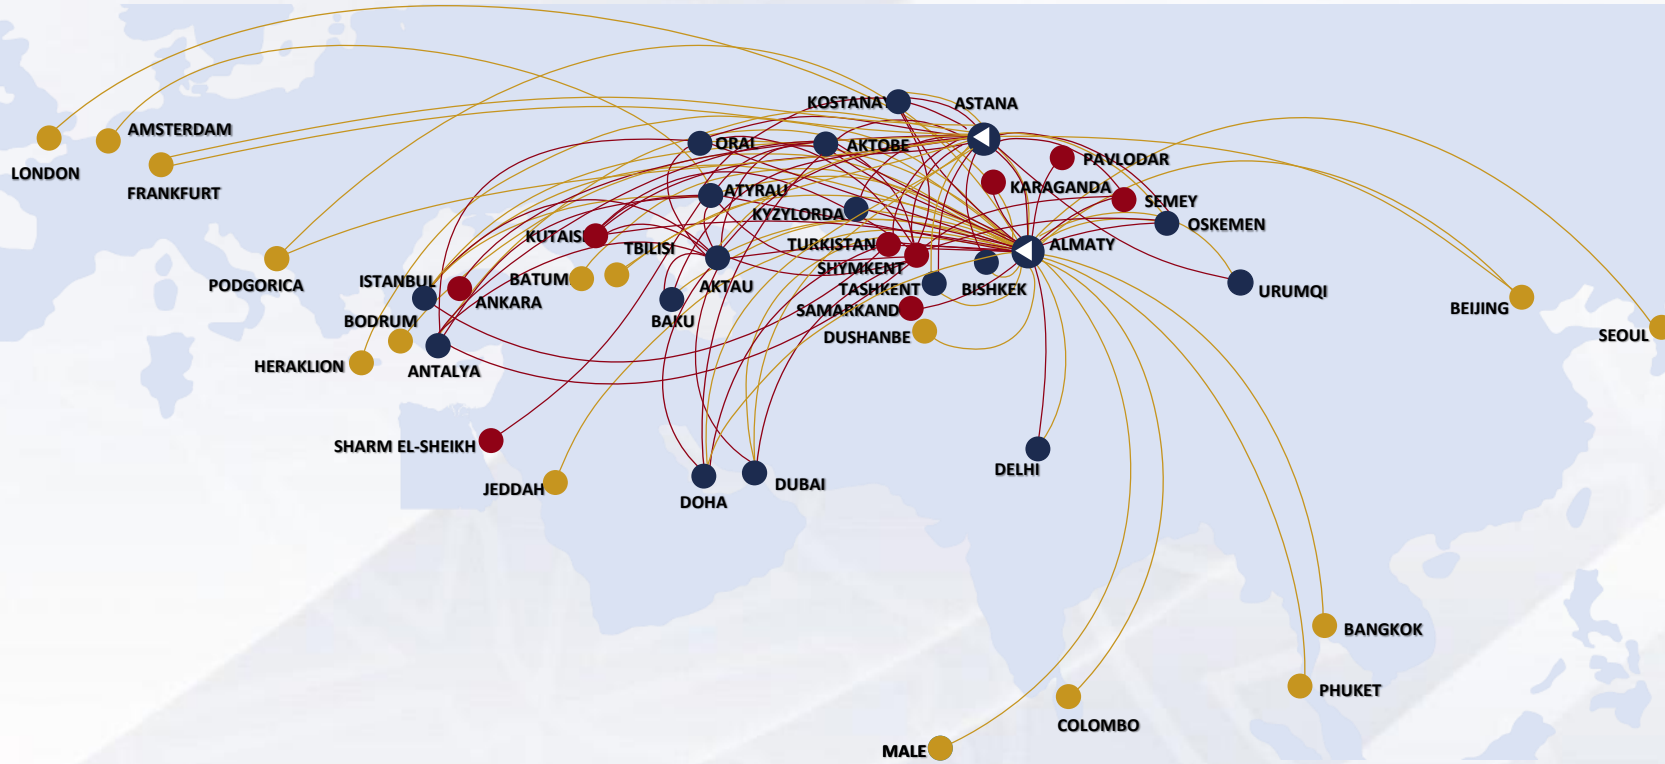 KOSTANAY
ASTANA
AMSTERDAM
ORAL
AKTOBE
PAVLODAR
LONDON
FRANKFURT
KARAGANDA
ATYRAU
SEMEY
KYZYLORDA
OSKEMEN
KUTAISI
TBILISI
TURKISTAN
ALMATY
SHYMKENT
PODGORICA
ISTANBUL
BATUM
AKTAU
TASHKENT
BISHKEK
URUMQI
ANKARA
SAMARKAND
BEIJING
BODRUM
BAKU
DUSHANBE
SEOUL
HERAKLION
ANTALYA
SHARM EL-SHEIKH
DELHI
JEDDAH
DUBAI
DOHA
BANGKOK
PHUKET
COLOMBO
MALE